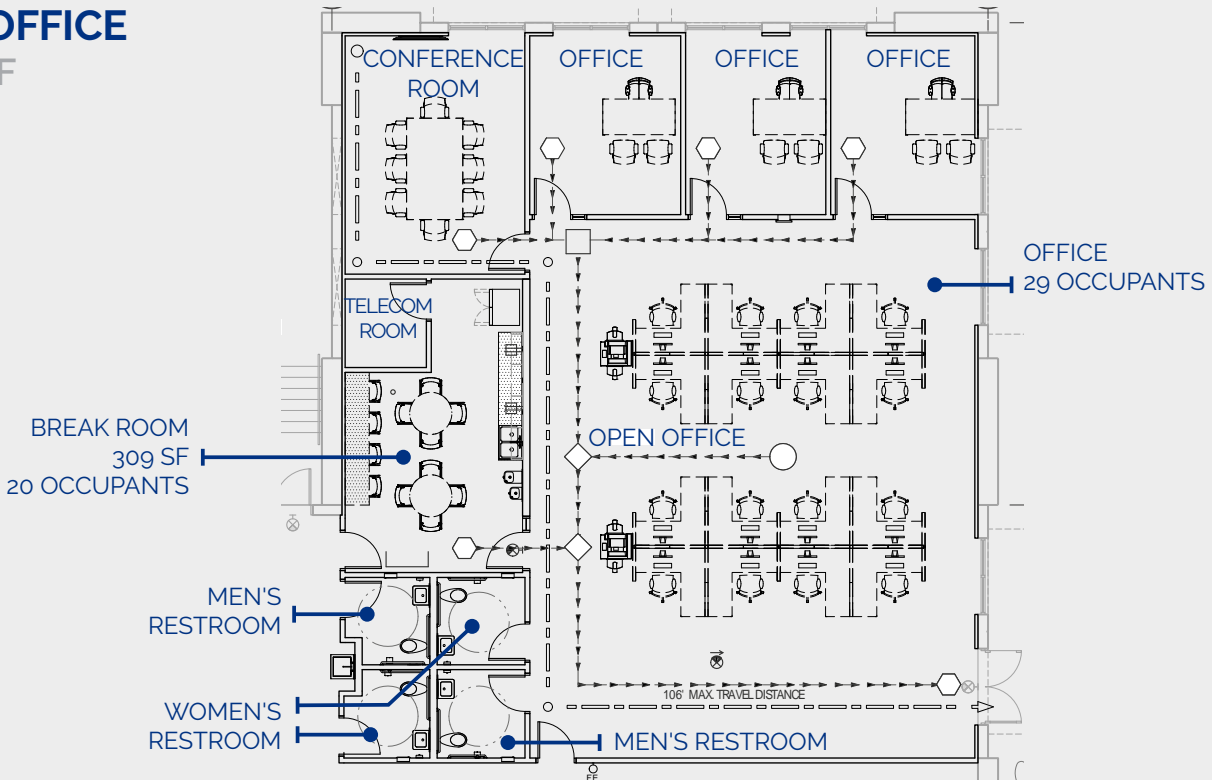 OFFICE
F
CONFERENCE
ROOM
OFFICE
OFFICE
OFFICE
OFFICE
29 OCCUPANTS
TELECOM
ROOM
BREAK ROOM
309 SF
20 OCCUPANTS
OPEN OFFICE
MEN'S
RESTROOM
106' MAX. TRAVEL DISTANCE
WOMEN'S
RESTROOM
MEN'S RESTROOM
FE